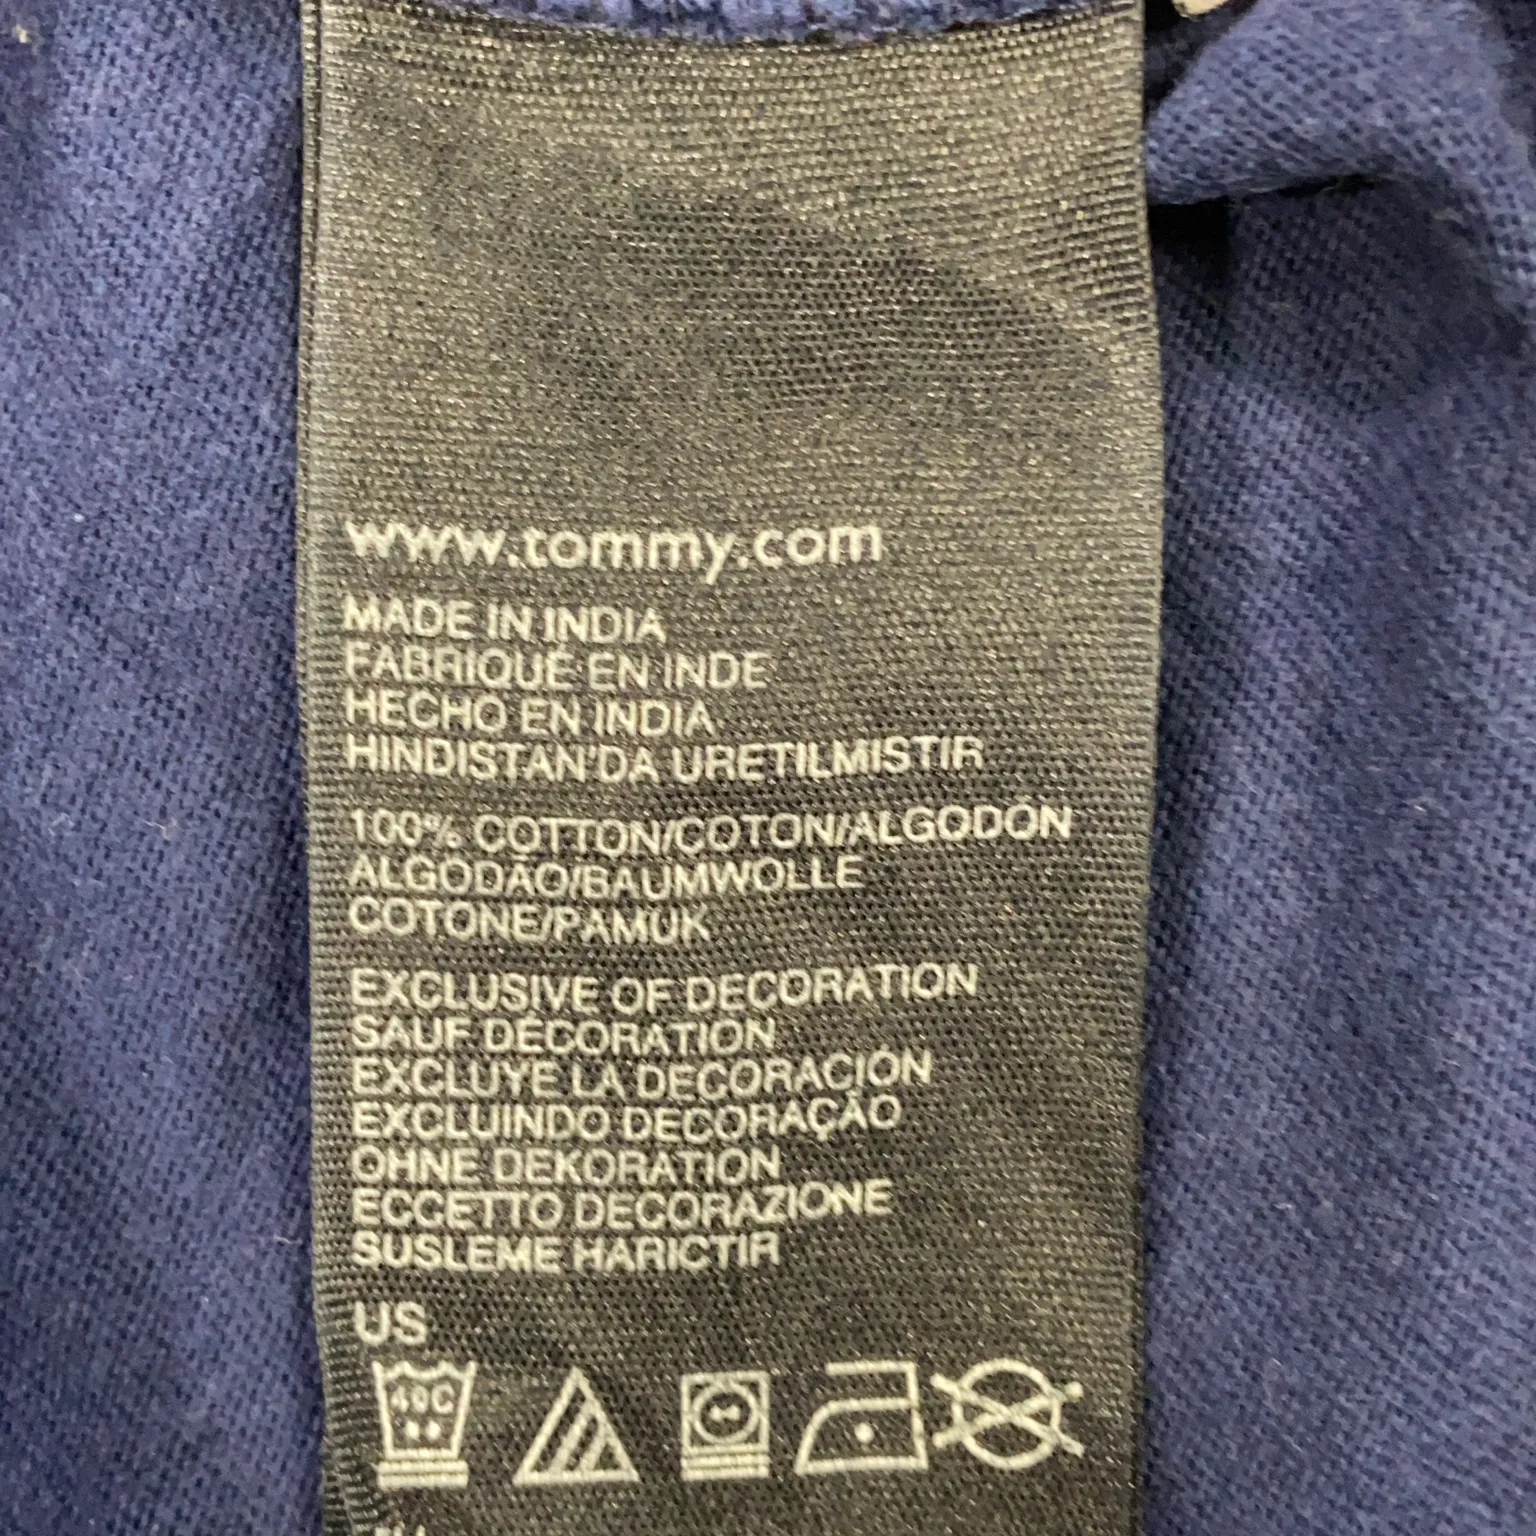 www.tommy.com
MADE IN INDIA
FABRIQUÉ EN INDE
HECHO EN INDIA
HINDISTAN'DA URETILMISTIR
100% COTTON/COTON/ALGODÓN
ALGODÃO/BAUMWOLLE
COTONE/PAMUK
EXCLUSIVE OF DECORATION
SAUF DÉCORATION
EXCLUYE LA DECORACIÓN
EXCLUINDO DECORAÇÃO
OHNE DEKORATION
ECCETTO DECORAZIONE
SUSLEME HARICTIR
US
40C